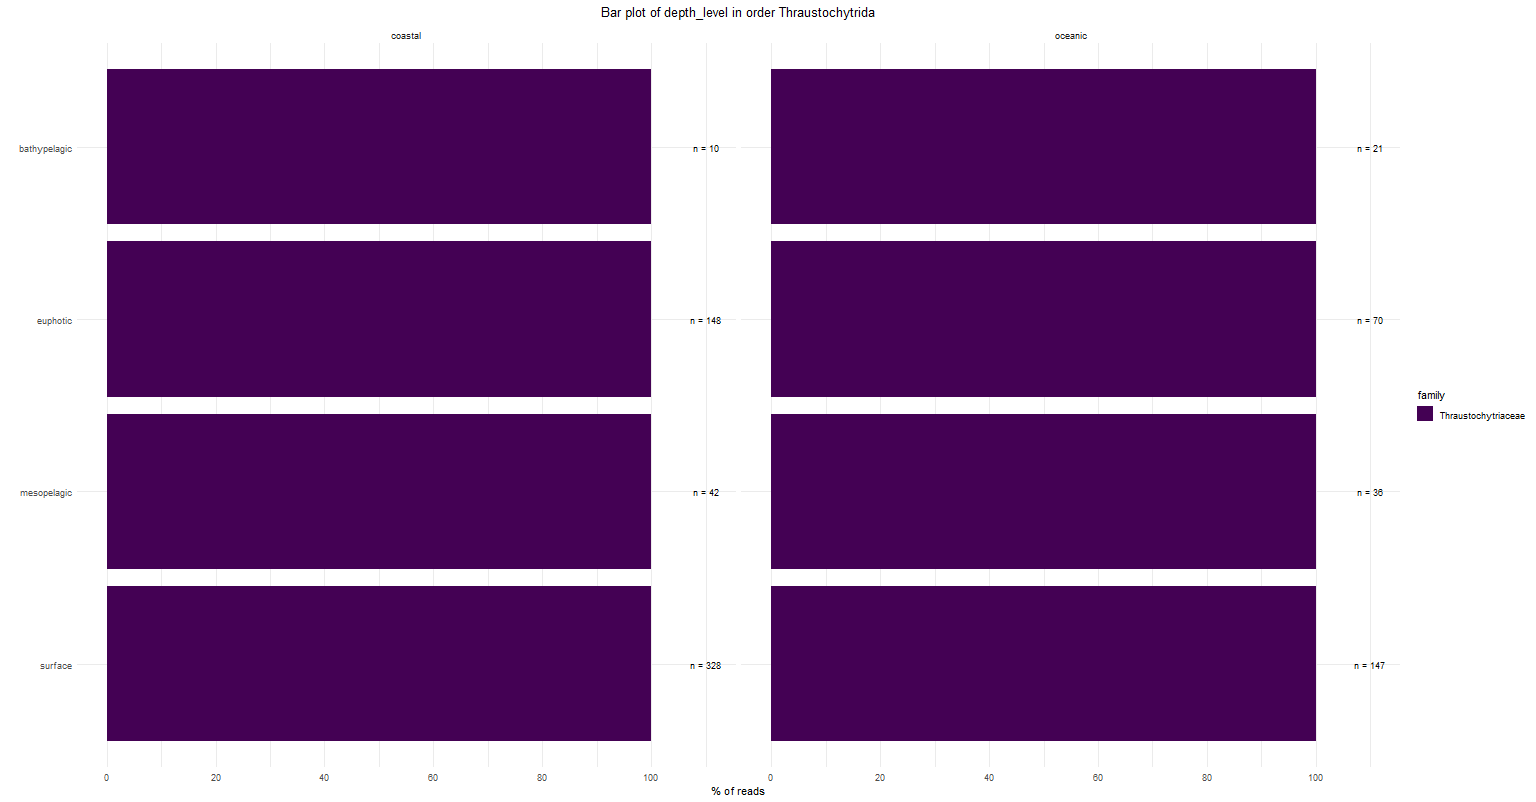 Bar plot of depth_level in order Thraustochytrida
coastal
oceanic
bathypelagic
n = 10
n = 21
euphotic
n = 148
n = 70
family
Thraustochytriaceae
mesopelagic
n = 42
n = 36
surface
n = 328
n = 147
0 20 40 60 80 100
0 20 40 60 80 100
% of reads